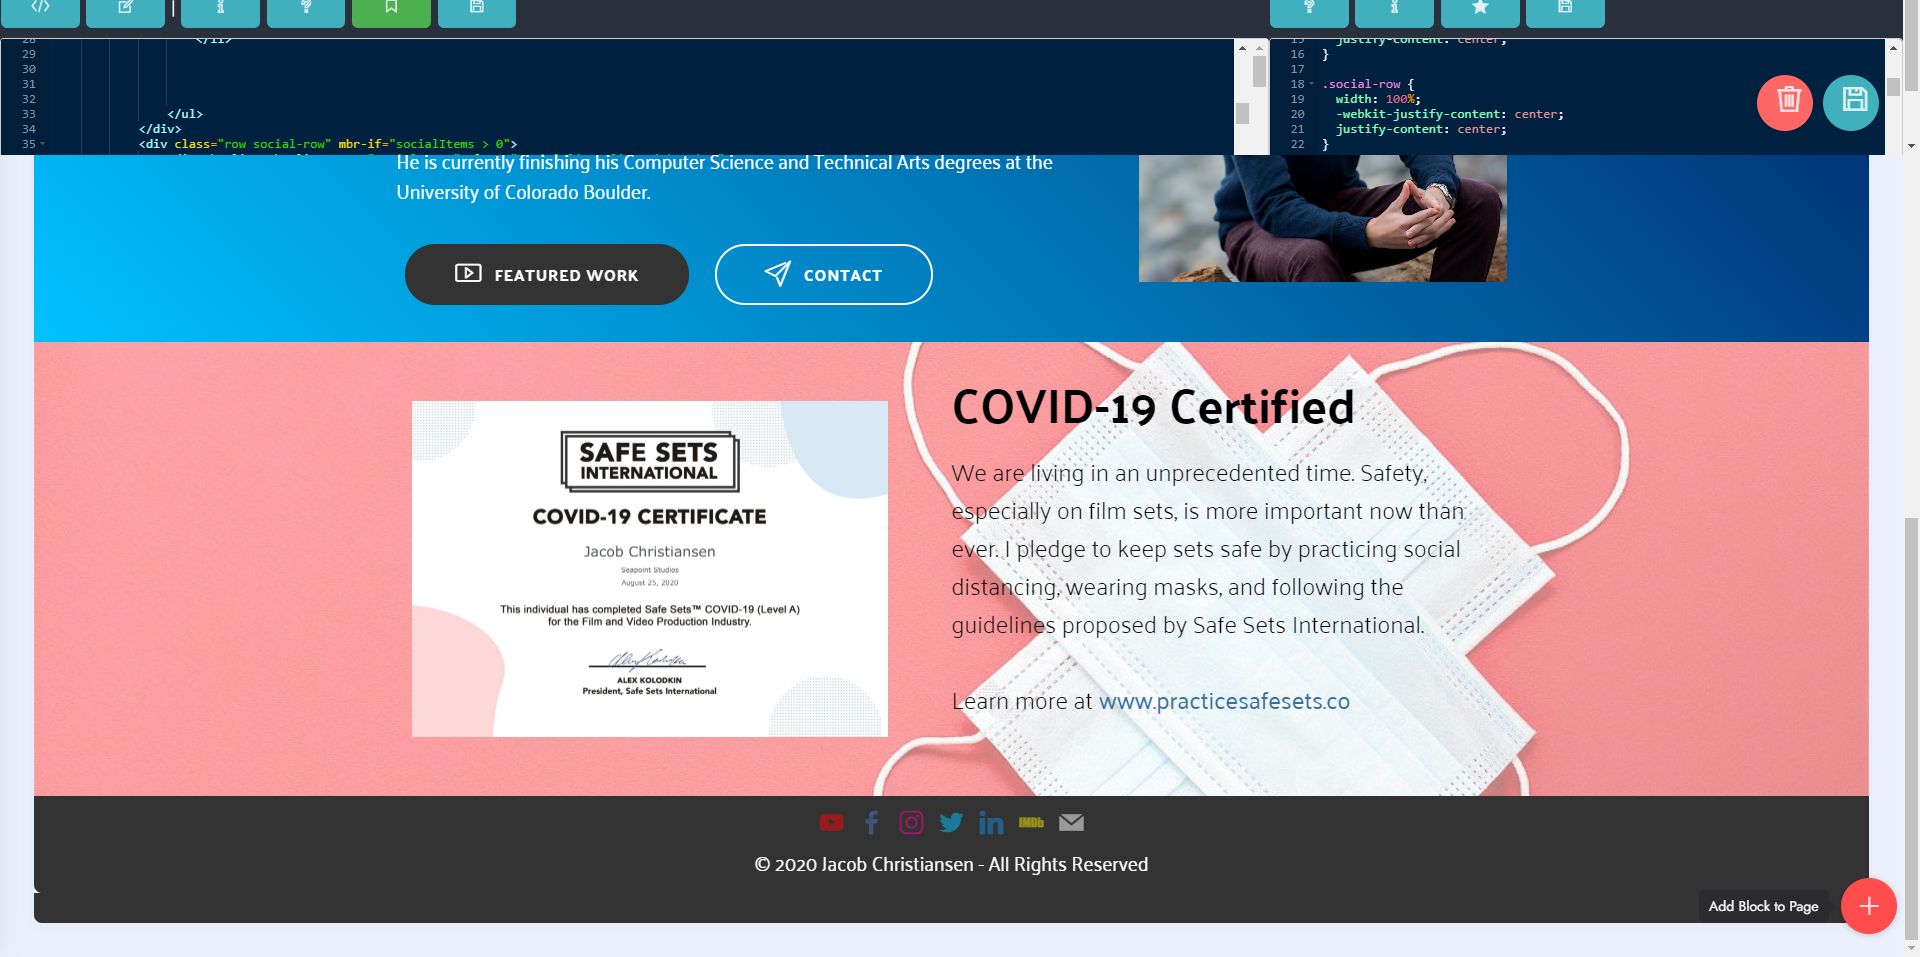 28 </li>
29
30
31
32
33 </ul>
34 </div>
35 <div class="row social-row" mbr-if="socialItems > 0">
15 justify-content: center;
16 }
17
18 .social-row {
19 width: 100%;
20 -webkit-justify-content: center;
21 justify-content: center;
22 }
He is currently finishing his Computer Science and Technical Arts degrees at the
University of Colorado Boulder.
FEATURED WORK
CONTACT
SAFE SETS
INTERNATIONAL
COVID-19 CERTIFICATE
Jacob Christiansen
Seapoint Studios
August 25, 2020
This individual has completed Safe Sets™ COVID-19 (Level A)
for the Film and Video Production Industry.
ALEX KOLODKIN
President, Safe Sets International
COVID-19 Certified
We are living in an unprecedented time. Safety,
especially on film sets, is more important now than
ever. I pledge to keep sets safe by practicing social
distancing, wearing masks, and following the
guidelines proposed by Safe Sets International.
Learn more at www.practicesafesets.co
IMDb
© 2020 Jacob Christiansen - All Rights Reserved
Add Block to Page